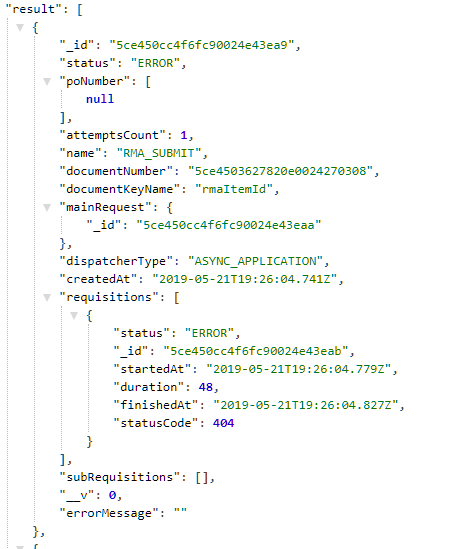 "result": [
{
"_id": "5ce450cc4f6fc90024e43ea9",
"status": "ERROR",
"poNumber": [
null
],
"attemptsCount": 1,
"name": "RMA_SUBMIT",
"documentNumber": "5ce4503627820e0024270308",
"documentKeyName": "rmaItemId",
"mainRequest": {
"_id": "5ce450cc4f6fc90024e43eaa"
},
"dispatcherType": "ASYNC_APPLICATION",
"createdAt": "2019-05-21T19:26:04.741Z",
"requisitions": [
{
"status": "ERROR",
"_id": "5ce450cc4f6fc90024e43eab",
"startedAt": "2019-05-21T19:26:04.779Z",
"duration": 48,
"finishedAt": "2019-05-21T19:26:04.827Z",
"statusCode": 404
}
],
"subRequisitions": [],
"__v": 0,
"errorMessage": ""
},
{